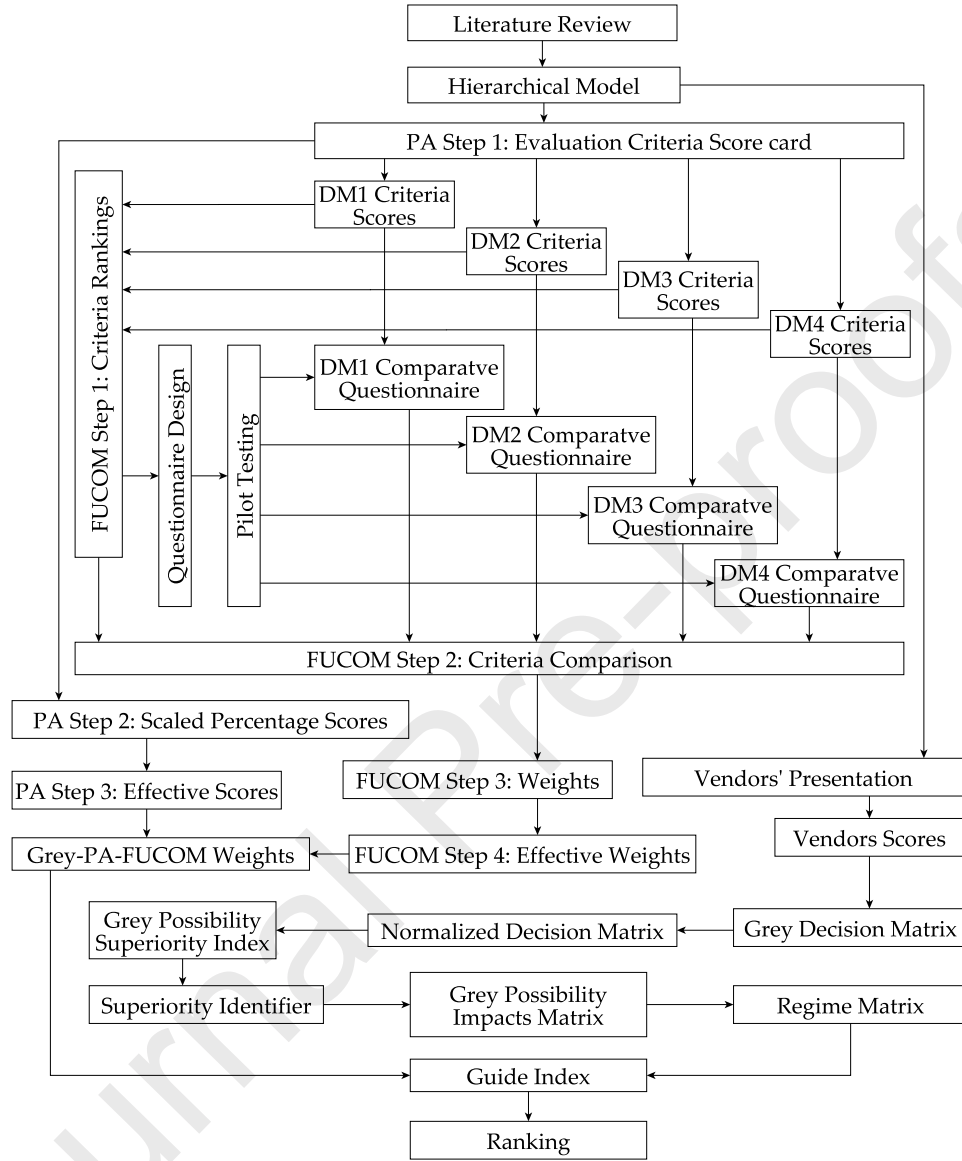 Literature Review
Hierarchical Model
PA Step 1: Evaluation Criteria Score card
FUCOM Step 1: Criteria Rankings
DM1 Criteria
Scores
DM2 Criteria
Scores
DM3 Criteria
Scores
DM4 Criteria
Scores
Questionnaire Design
Pilot Testing
DM1 Comparatve
Questionnaire
DM2 Comparatve
Questionnaire
DM3 Comparatve
Questionnaire
DM4 Comparatve
Questionnaire
FUCOM Step 2: Criteria Comparison
PA Step 2: Scaled Percentage Scores
PA Step 3: Effective Scores
FUCOM Step 3: Weights
Vendors' Presentation
Grey-PA-FUCOM Weights
FUCOM Step 4: Effective Weights
Vendors Scores
Grey Possibility
Superiority Index
Normalized Decision Matrix
Grey Decision Matrix
Superiority Identifier
Grey Possibility
Impacts Matrix
Regime Matrix
Guide Index
Ranking
urnal Pre-proofs